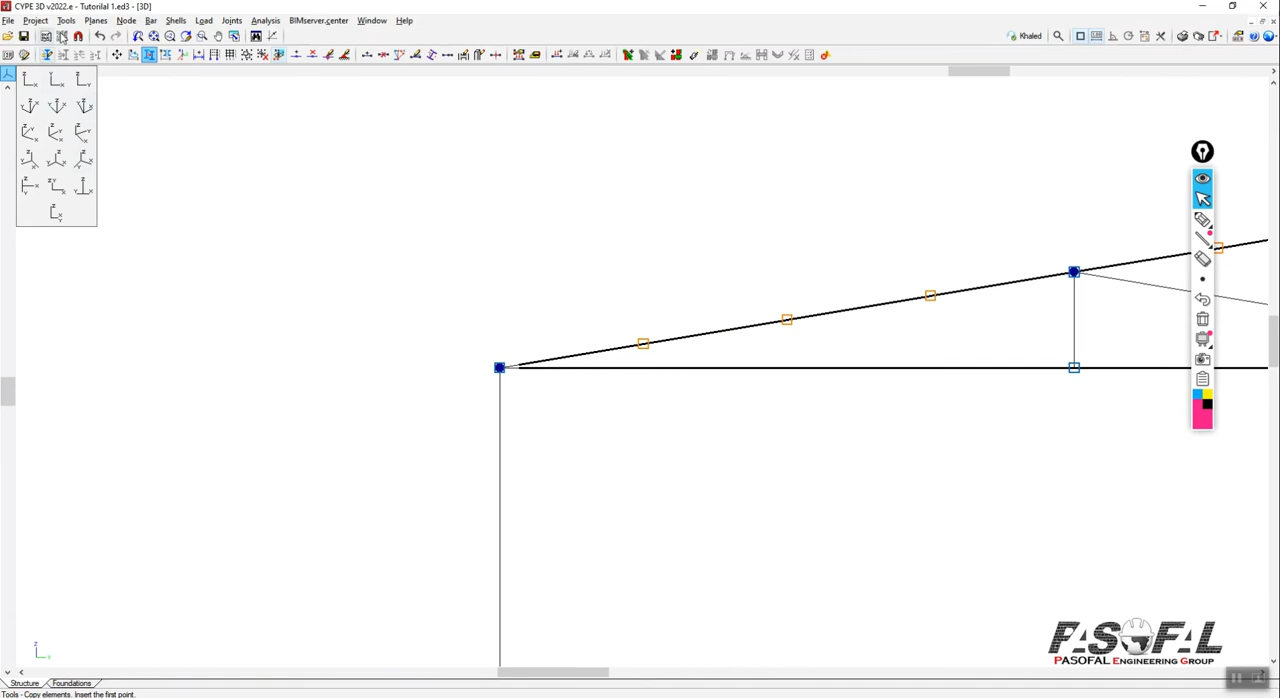 CYPE 3D v2022.e - Tutorilal 1.ed3 - [3D]
File Project Tools Planes Node Bar Shells Load Joints Analysis BIMserver.center Window Help
Khaled
PASOFAL
PASOFAL ENGINEERING GROUP
Structure Foundations
Tools - Copy elements. Insert the first point.